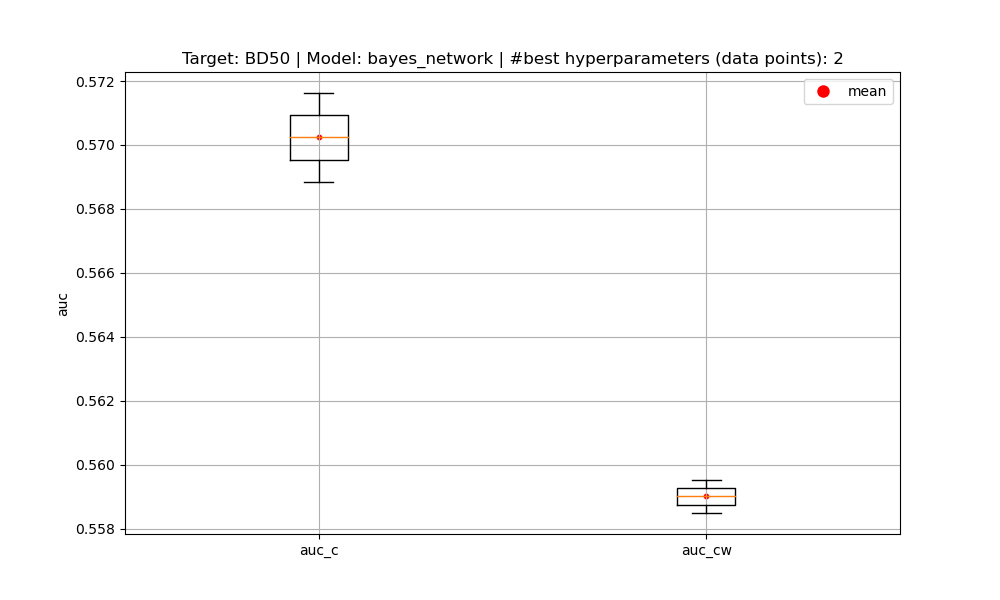 Target: BD50 | Model: bayes_network | #best hyperparameters (data points): 2
mean
0.572
0.570
0.568
0.566
0.564
0.562
0.560
0.558
auc
auc_c
auc_cw